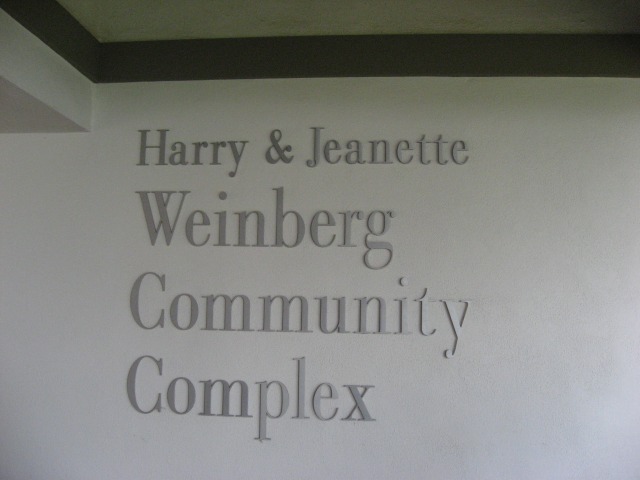 Harry & Jeanette
Weinberg
Community
Complex